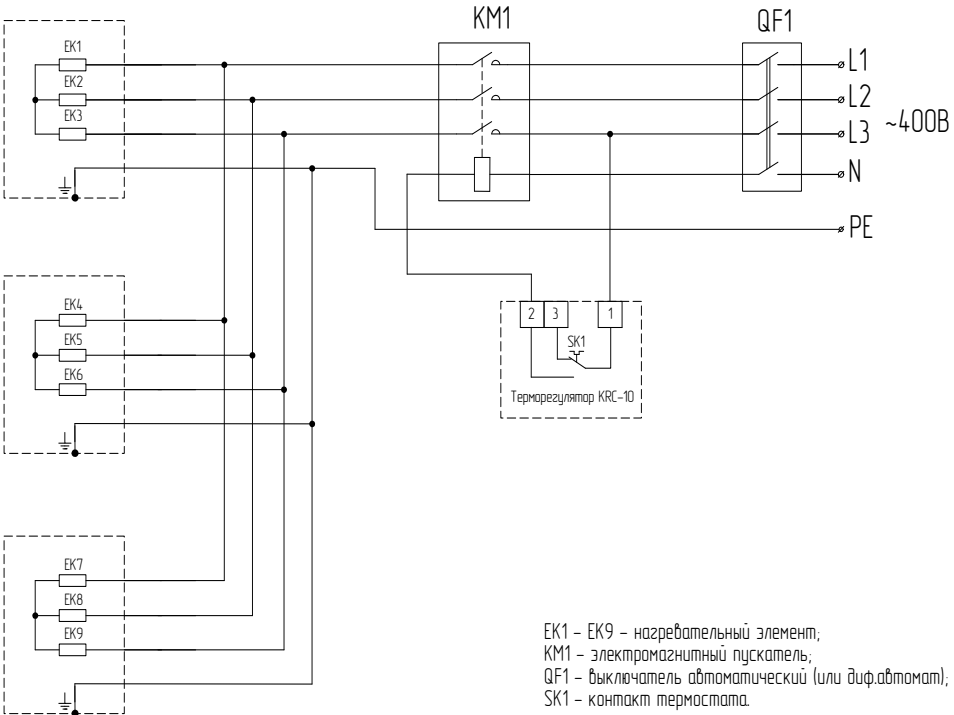 KM1
QF1
EK1
EK2
EK3
L1
L2
L3
~400В
N
PE
EK4
EK5
EK6
2 3 1
SK1
Терморегулятор KRC-10
EK7
EK8
EK9
EK1 - EK9 - нагревательный элемент;
KM1 - электромагнитный пускатель;
QF1 - выключатель автоматический (или диф.автомат);
SK1 - контакт термостата.